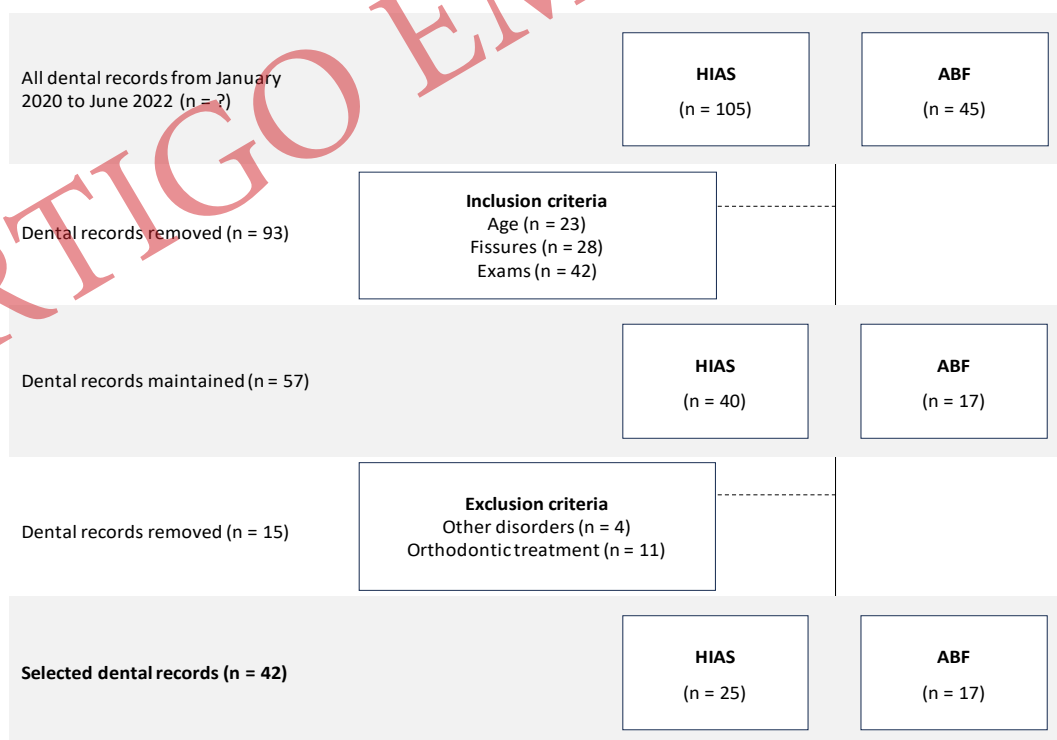 All dental records from January
2020 to June 2022 (n = ?)
HIAS
(n = 105)
ABF
(n = 45)
Dental records removed (n = 93)
Inclusion criteria
Age (n = 23)
Fissures (n = 28)
Exams (n = 42)
Dental records maintained (n = 57)
HIAS
(n = 40)
ABF
(n = 17)
Dental records removed (n = 15)
Exclusion criteria
Other disorders (n = 4)
Orthodontic treatment (n = 11)
Selected dental records (n = 42)
HIAS
(n = 25)
ABF
(n = 17)
RTIGO EM